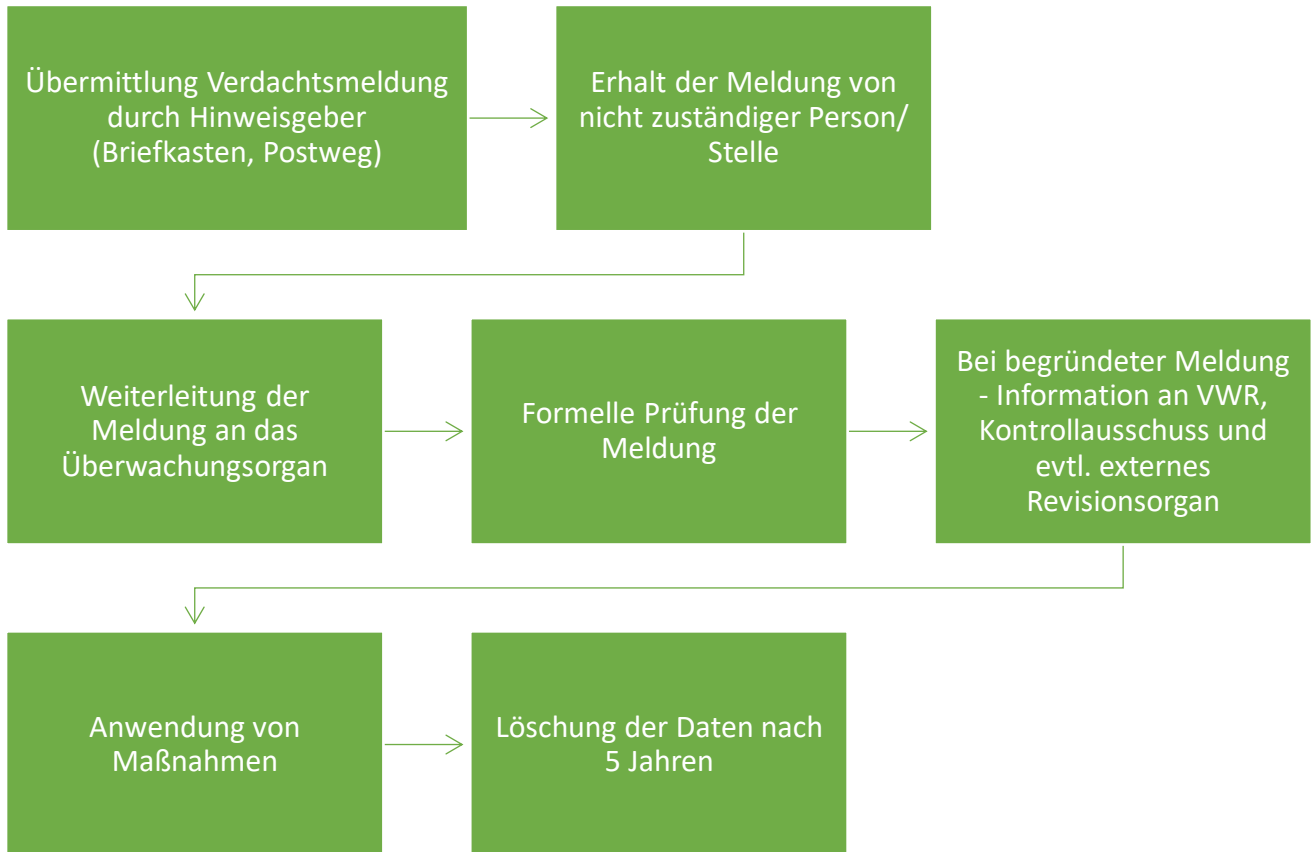 Übermittlung Verdachtsmeldung
durch Hinweisgeber
(Briefkasten, Postweg)
Erhalt der Meldung von
nicht zuständiger Person/
Stelle
Weiterleitung der
Meldung an das
Überwachungsorgan
Formelle Prüfung der
Meldung
Bei begründeter Meldung
- Information an VWR,
Kontrollausschuss und
evtl. externes
Revisionsorgan
Anwendung von
Maßnahmen
Löschung der Daten nach
5 Jahren